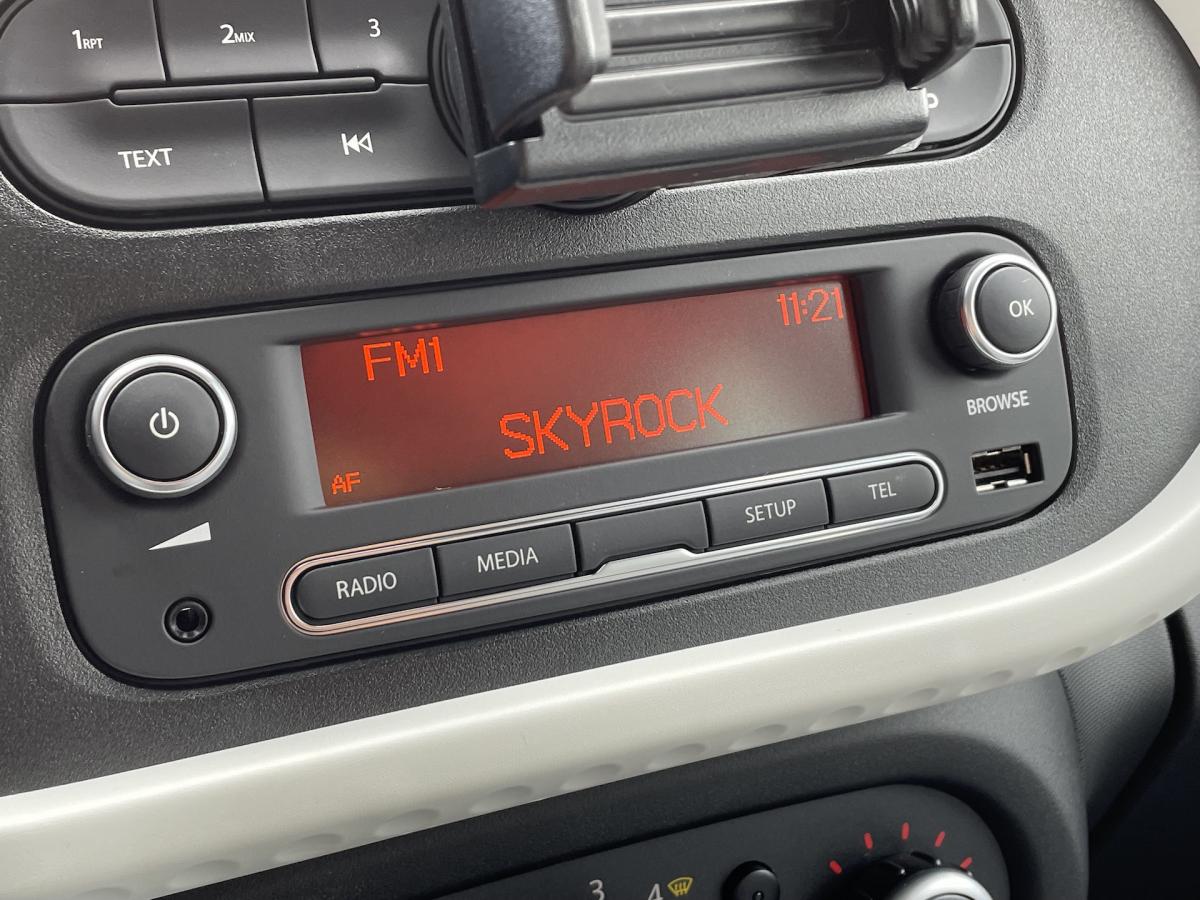 1RPT 2MIX 3
TEXT
FM1 11:21
SKYROCK
AF
OK
BROWSE
RADIO MEDIA SETUP TEL
3 4